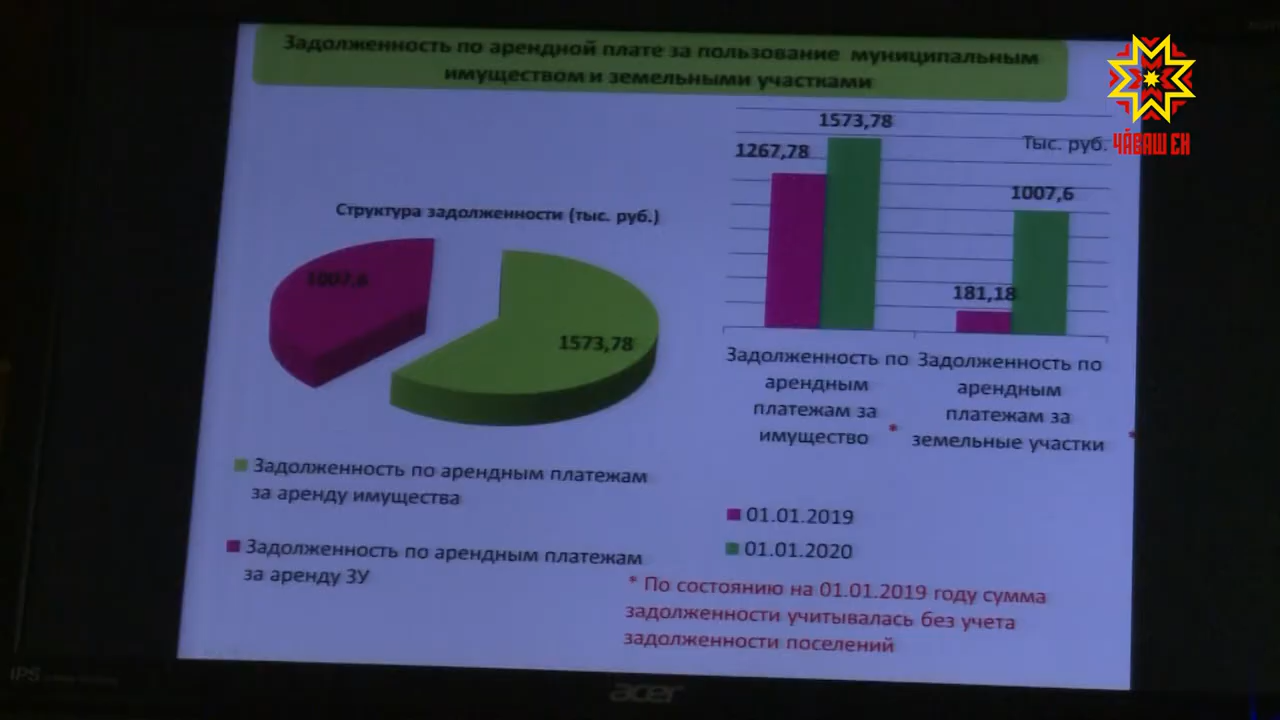 Задолженность по арендной плате за пользование муниципальным
имуществом и земельными участками
ЧӐВАШ ЕН
Структура задолженности (тыс. руб.)
1007,6
1573,78
Задолженность по арендным платежам
за аренду имущества
Задолженность по арендным платежам
за аренду ЗУ
Тыс. руб.
1267,78
1573,78
181,18
1007,6
Задолженность по
арендным
платежам за
имущество *
Задолженность по
арендным
платежам за
земельные участки *
01.01.2019
01.01.2020
* По состоянию на 01.01.2019 году сумма
задолженности учитывалась без учета
задолженности поселений
IPS
acer